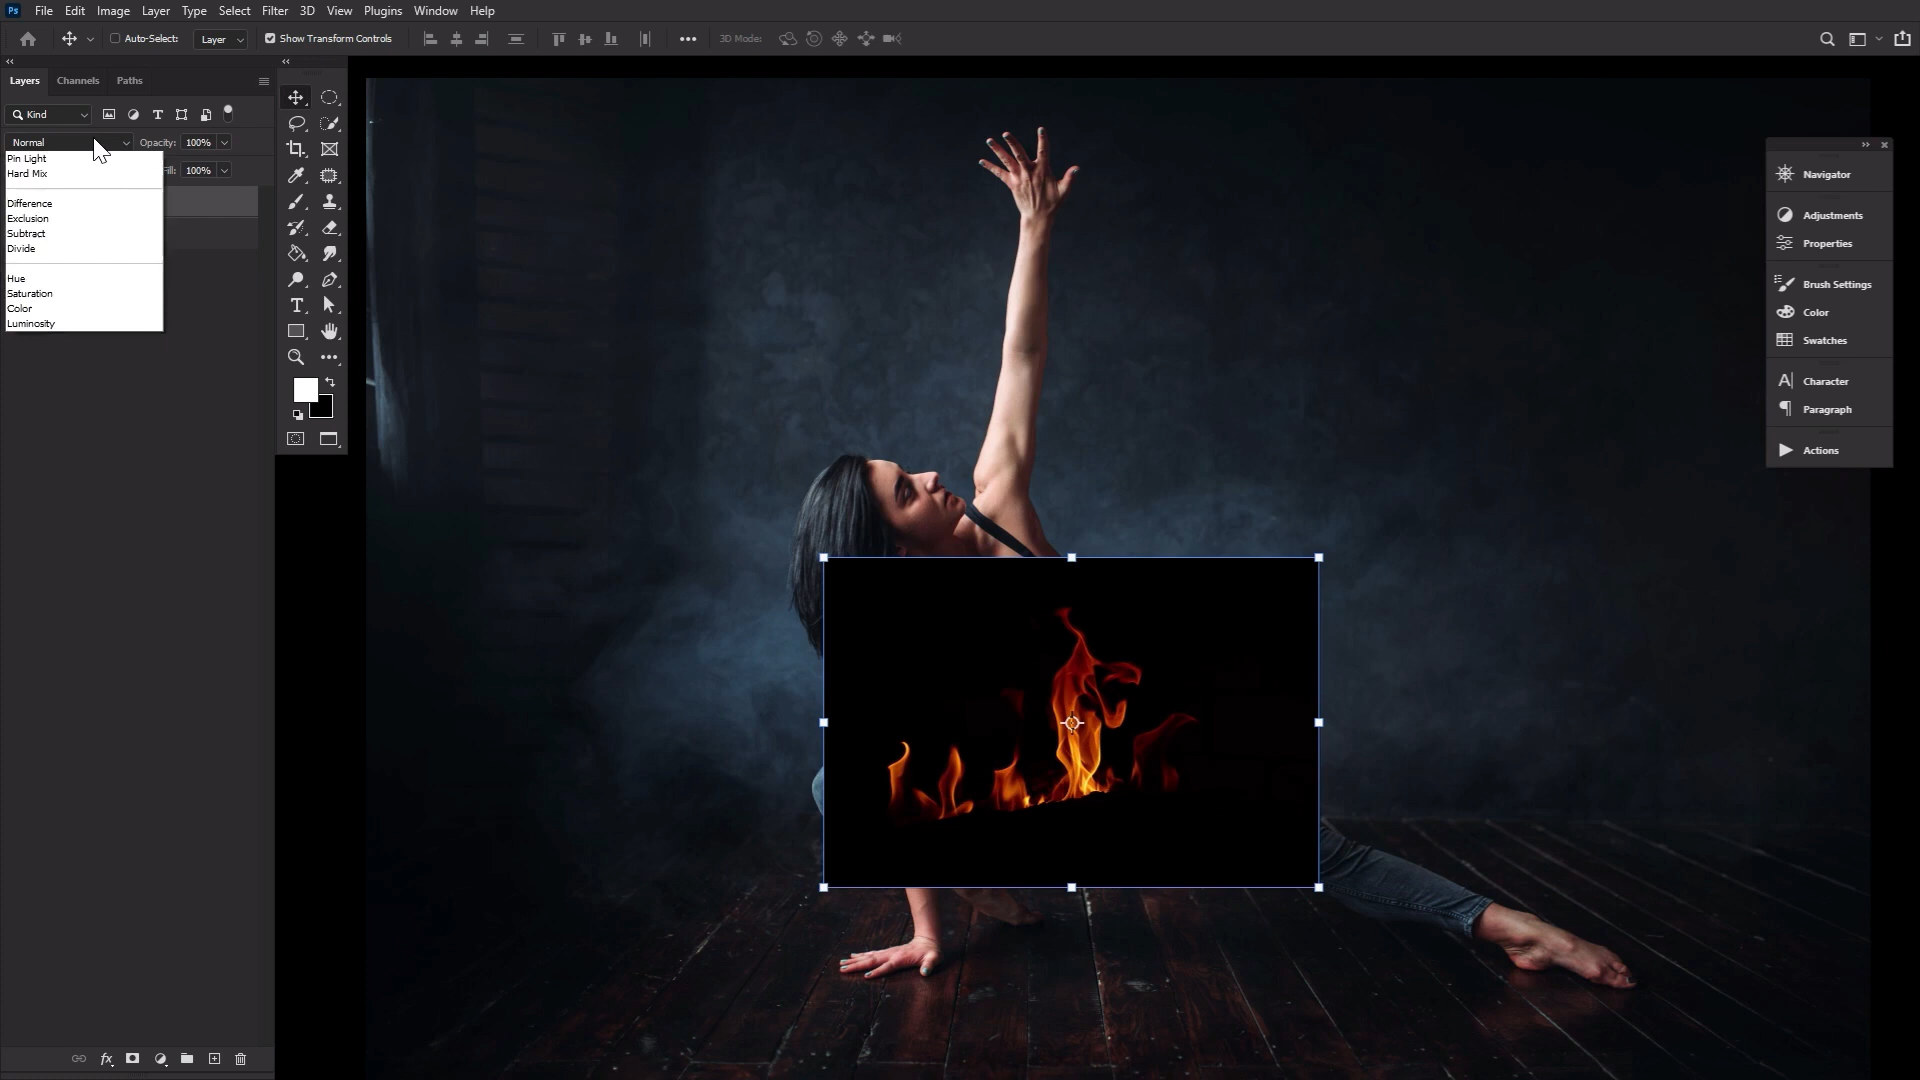 Ps File Edit Image Layer Type Select Filter 3D View Plugins Window Help
Auto-Select: Layer Show Transform Controls 3D Mode:
Layers Channels Paths
Kind
Normal Opacity: 100%
Pin Light
Fill: 100%
Hard Mix
Difference
Exclusion
Subtract
Divide
Hue
Saturation
Color
Luminosity
Navigator
Adjustments
Properties
Brush Settings
Color
Swatches
Character
Paragraph
Actions